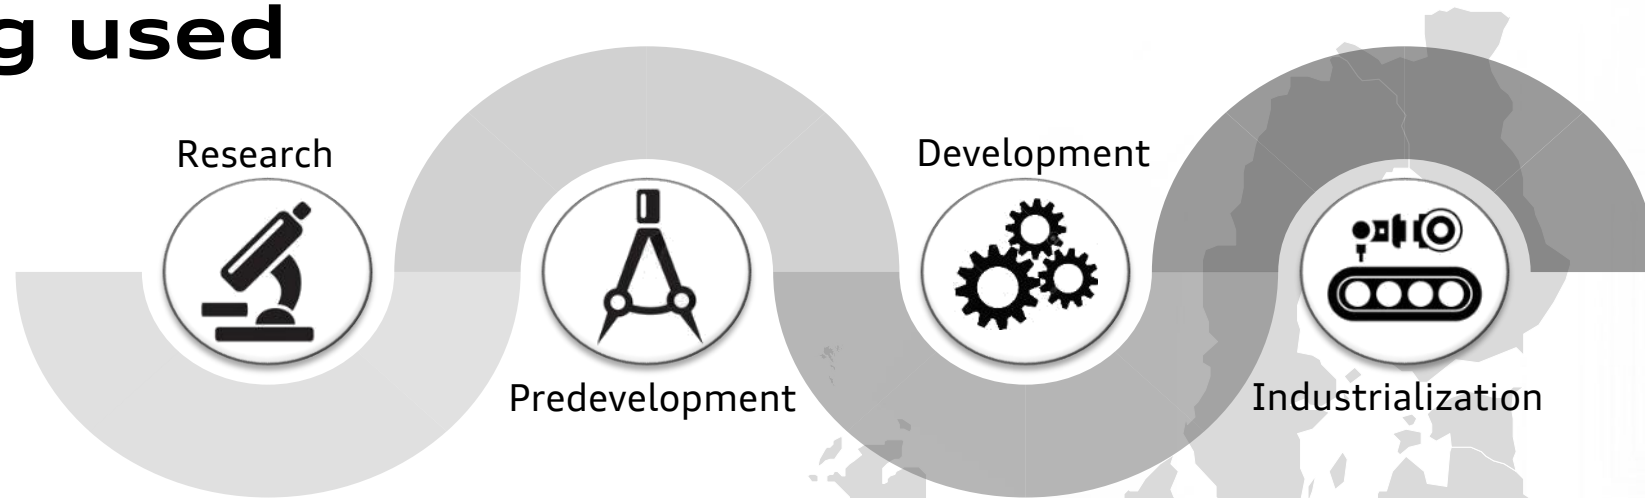 g used
Research
Development
Predevelopment
Industrialization